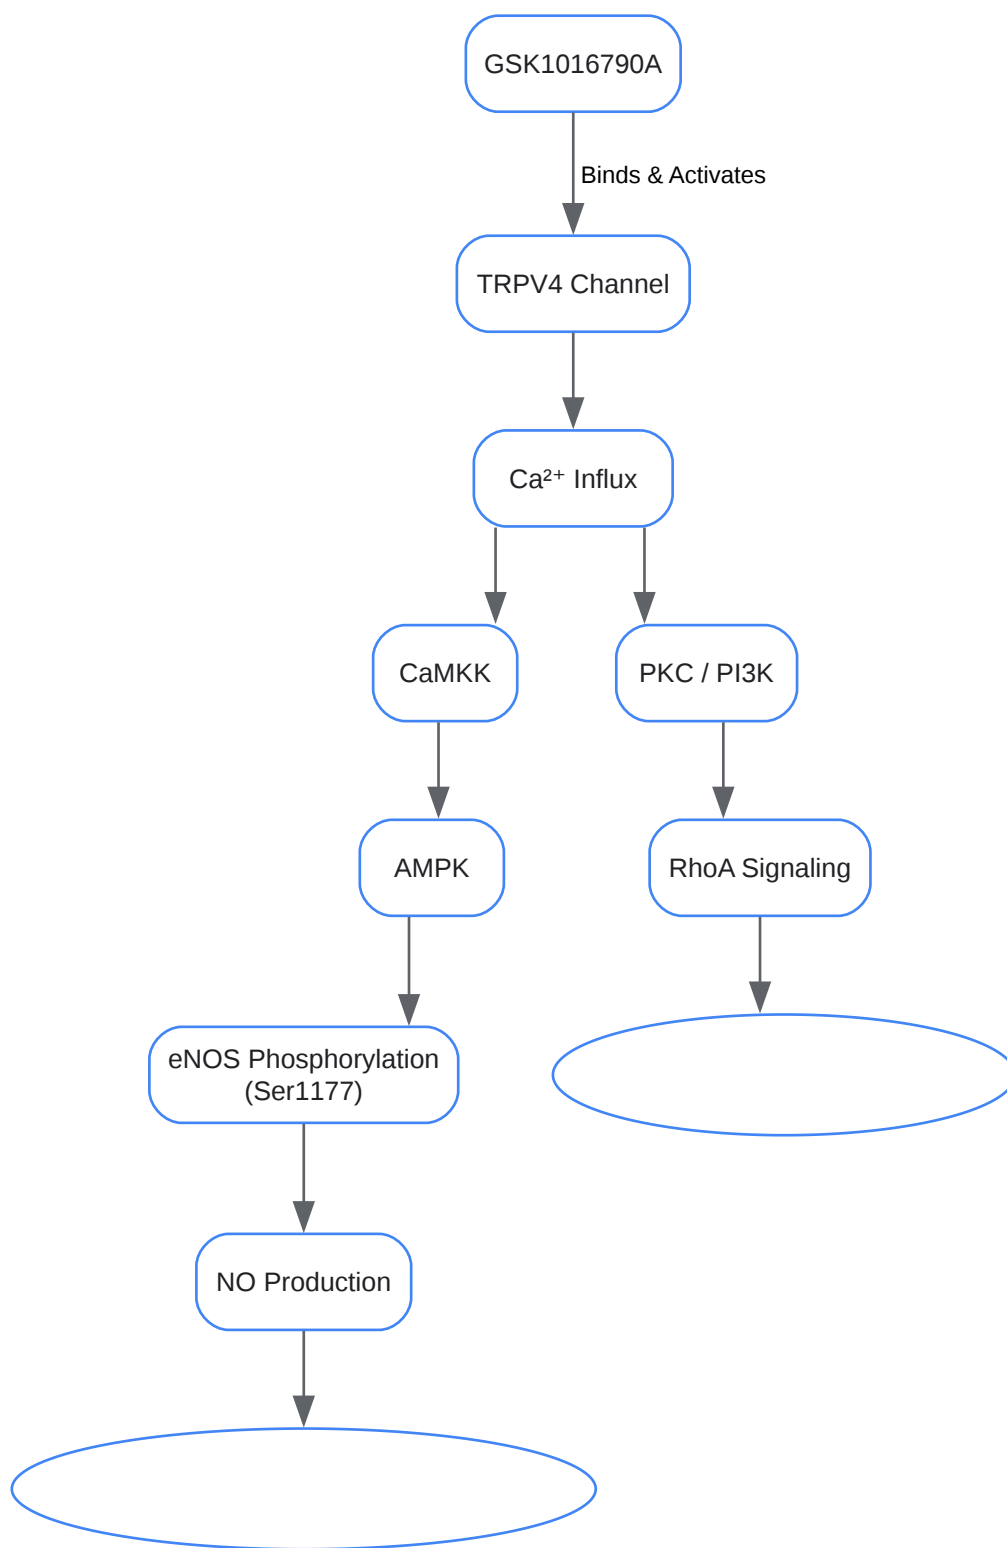 GSK1016790A
Binds & Activates
TRPV4 Channel
Ca²⁺ Influx
CaMKK
PKC / PI3K
AMPK
RhoA Signaling
eNOS Phosphorylation
(Ser1177)
NO Production